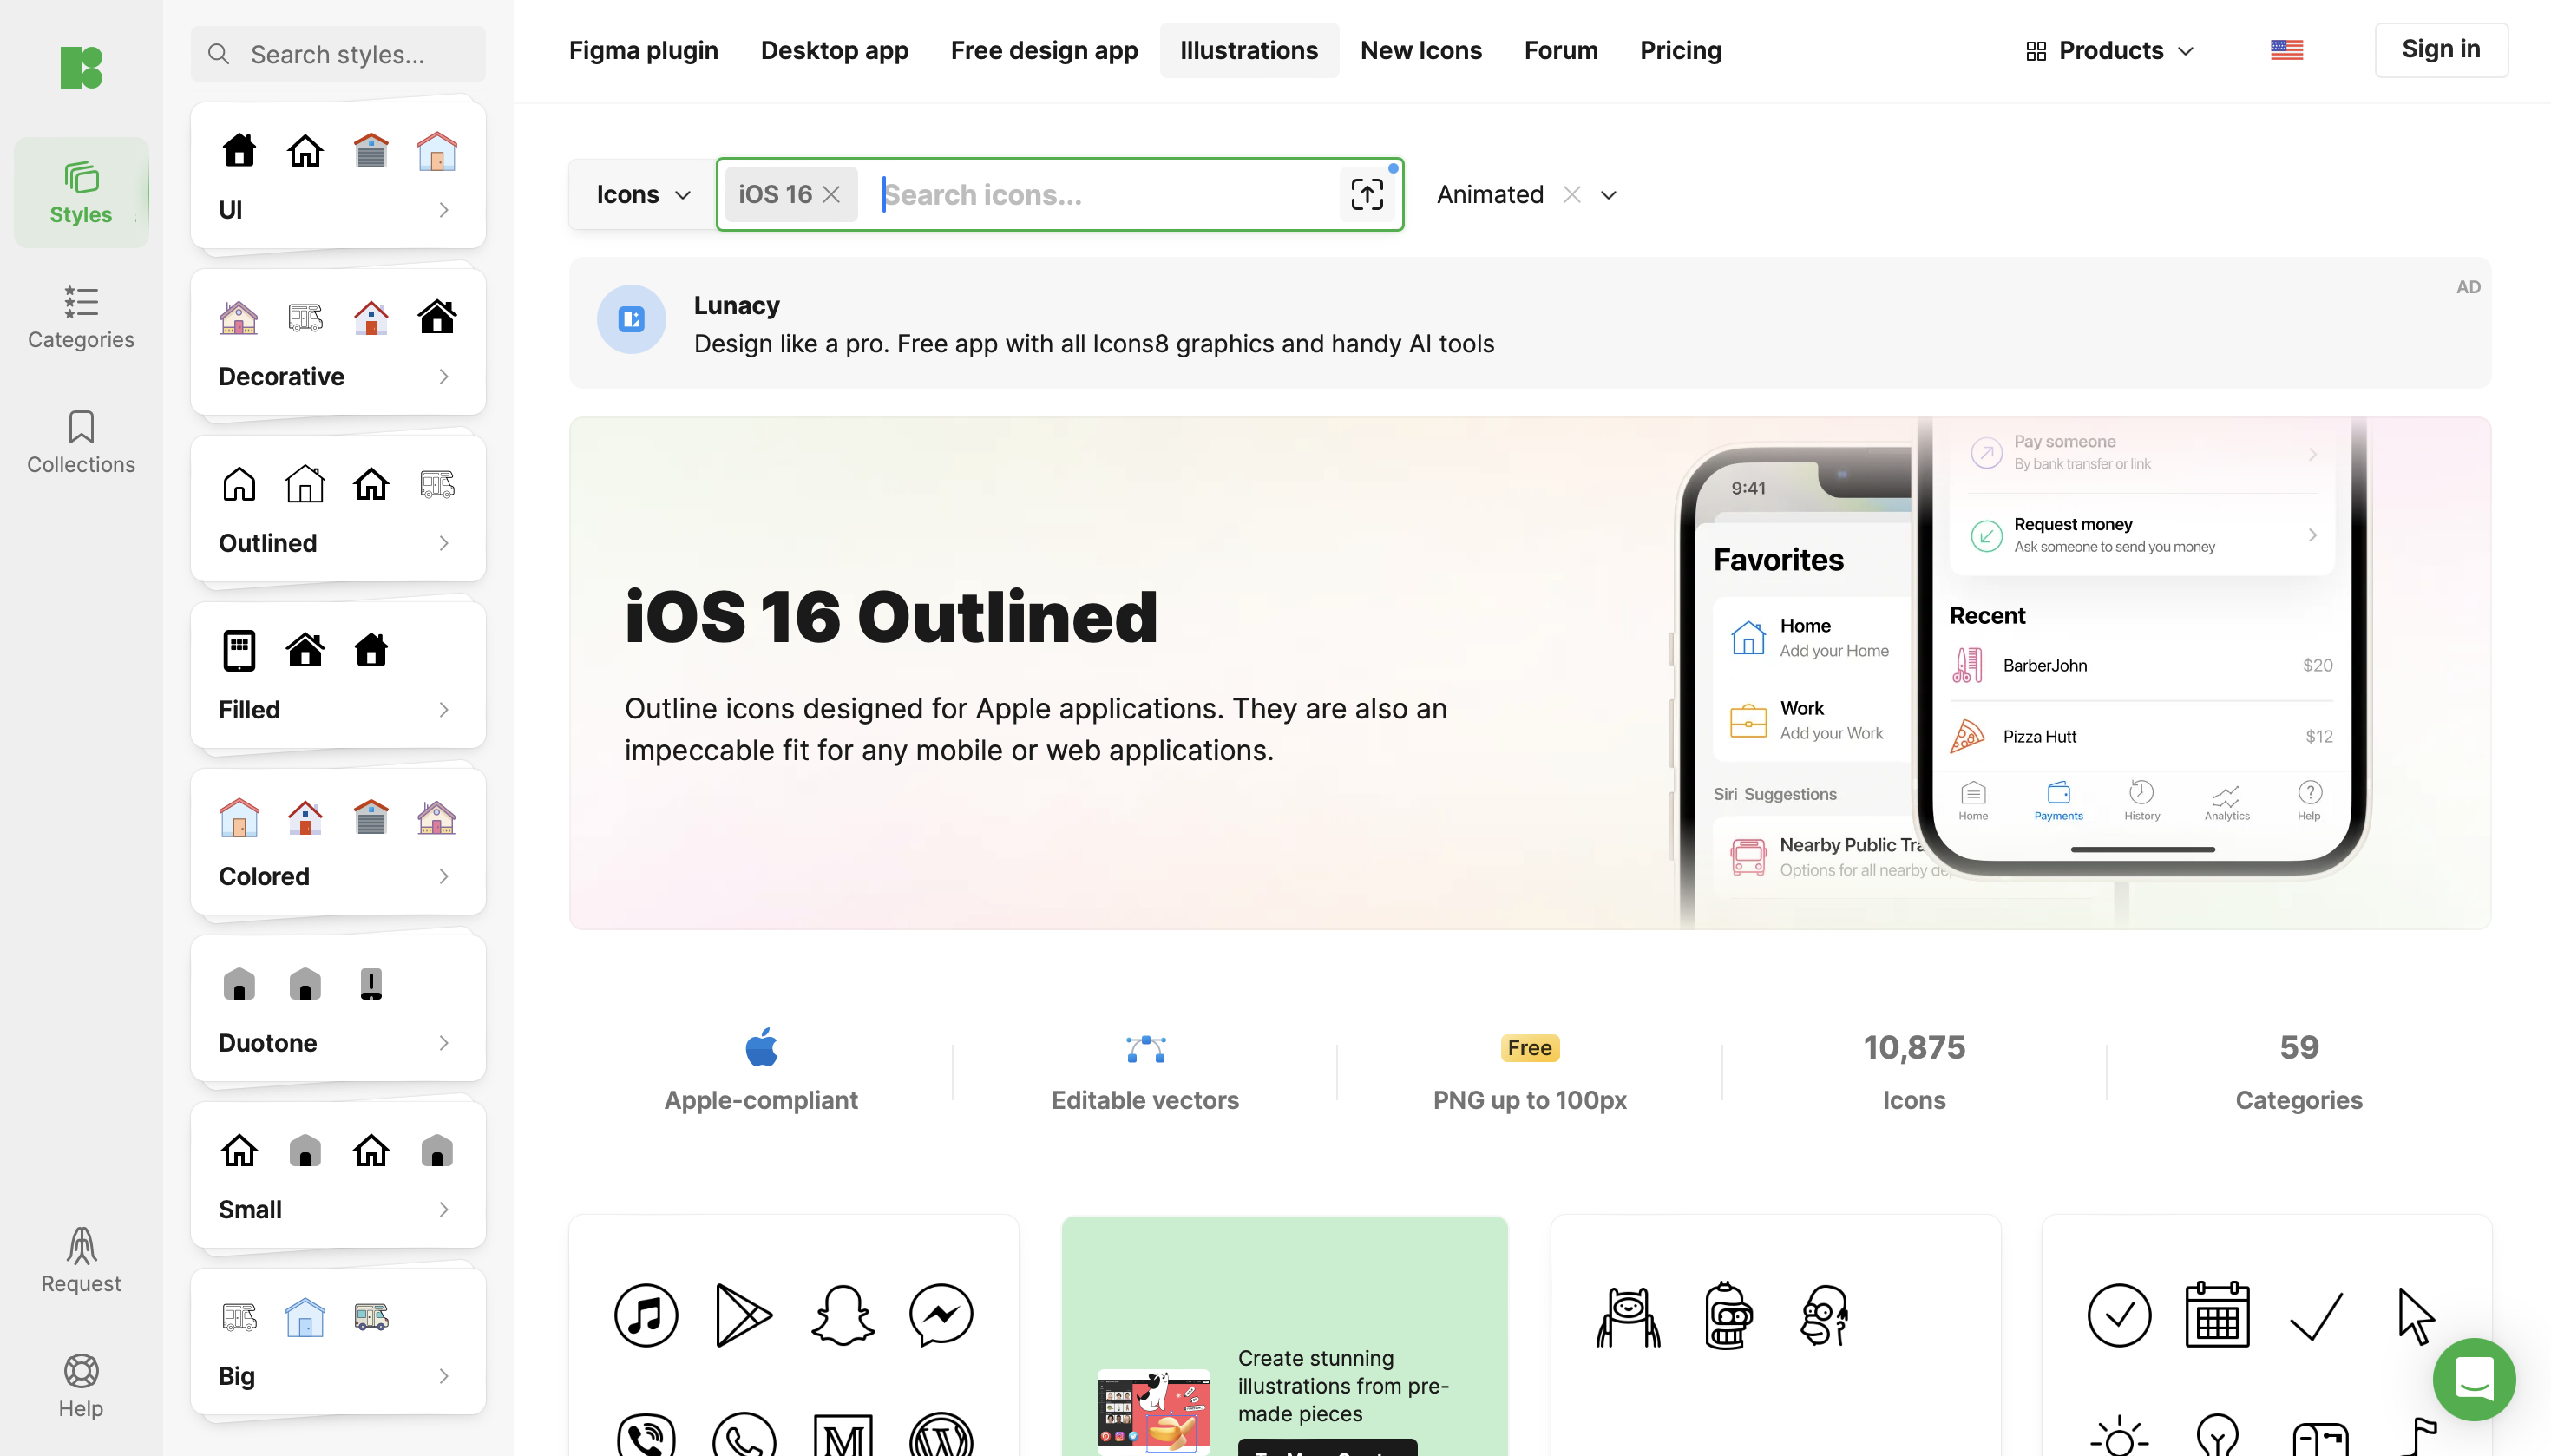 Search styles...
Figma plugin
Desktop app
Free design app
Illustrations
New Icons
Forum
Pricing
Products
Sign in
Styles
Categories
Collections
Request
Help
UI
Decorative
Outlined
Filled
Colored
Duotone
Small
Big
Icons
iOS 16
Search icons...
Animated
Lunacy
Design like a pro. Free app with all Icons8 graphics and handy AI tools
AD
iOS 16 Outlined
Outline icons designed for Apple applications. They are also an
impeccable fit for any mobile or web applications.
9:41
Favorites
Home
Add your Home
Work
Add your Work
Siri Suggestions
Nearby Public Tra
Options for all nearby
Pay someone
By bank transfer or link
Request money
Ask someone to send you money
Recent
BarberJohn
$20
Pizza Hutt
$12
Home
Payments
History
Analytics
Help
Apple-compliant
Editable vectors
Free
PNG up to 100px
10,875
Icons
59
Categories
Create stunning
illustrations from pre-
made pieces